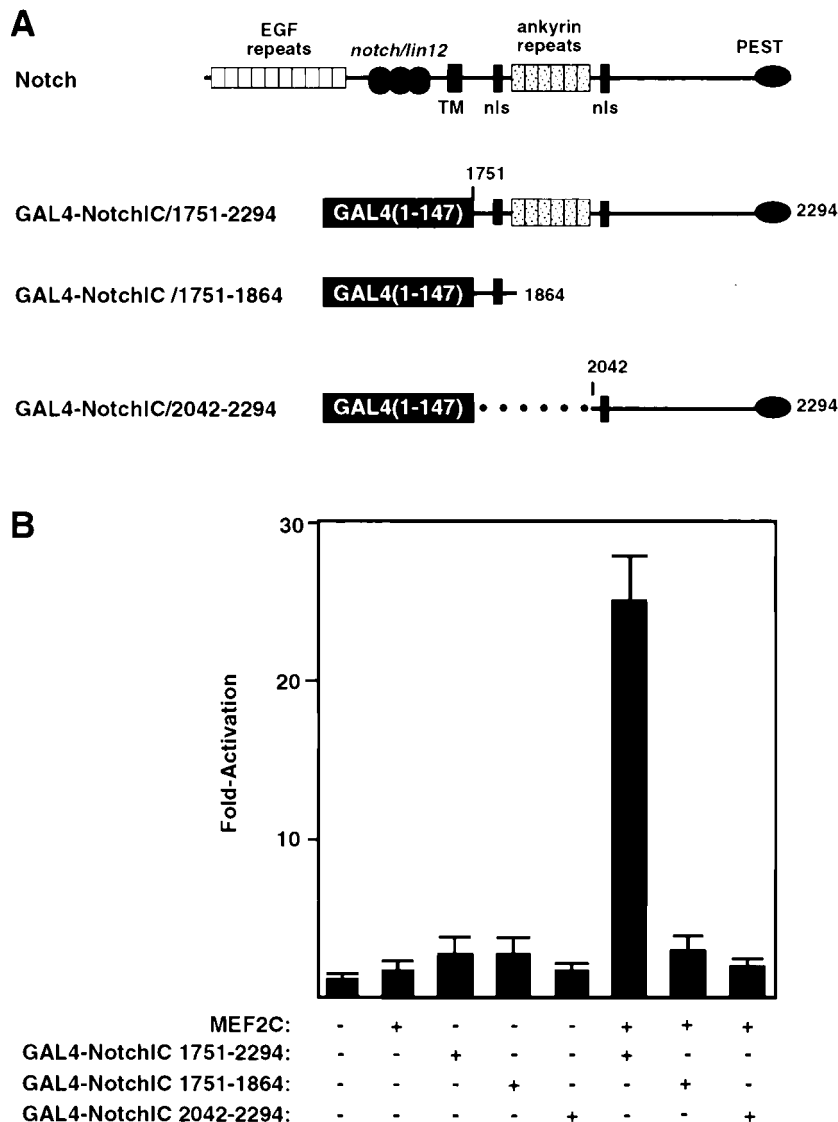 A
EGF
repeats
notch/lin12
ankyrin
repeats
PEST
Notch
TM
nls
nls
1751
GAL4-NotchIC/1751-2294
GAL4(1-147)
2294
GAL4-NotchIC /1751-1864
GAL4(1-147)
1864
2042
GAL4-NotchIC/2042-2294
GAL4(1-147)
2294
B
30
20
10
Fold-Activation
MEF2C: - + - - - + + +
GAL4-NotchIC 1751-2294: - - + - - + - -
GAL4-NotchIC 1751-1864: - - - + - - + -
GAL4-NotchIC 2042-2294: - - - - + - - +